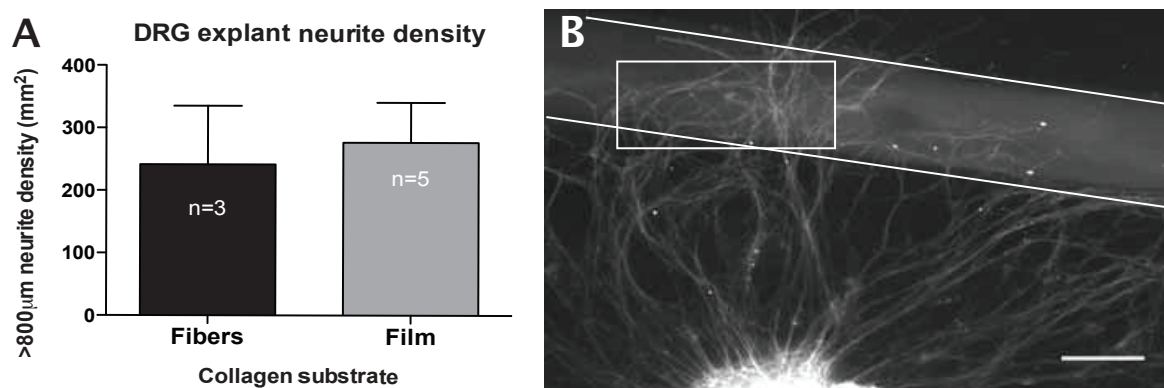 A
DRG explant neurite density
>800µm neurite density (mm²)
400
300
200
100
0
n=3
n=5
Fibers
Film
Collagen substrate
B